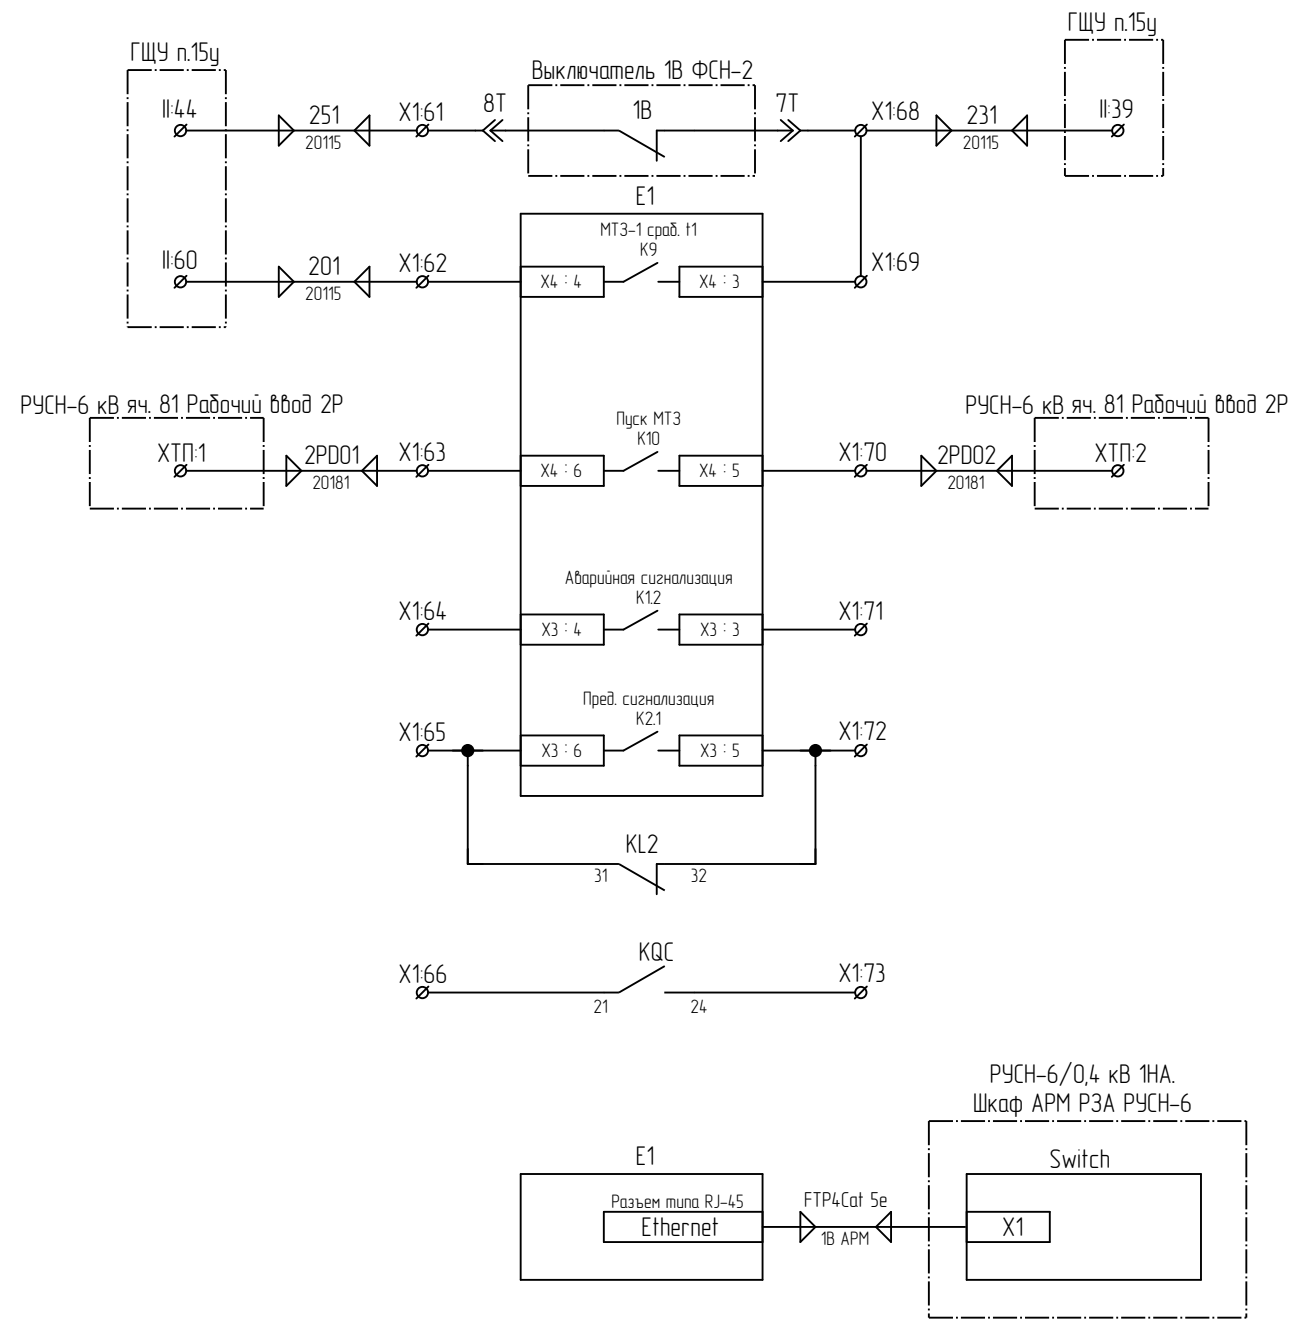 ГЩУ п.15у
ГЩУ п.15у
Выключатель 1В ФСН-2
II:44
251
20115
X1:61
8Т
1В
7Т
X1:68
231
20115
II:39
E1
МТЗ-1 сраб. t1
K9
II:60
201
20115
X1:62
X4 : 4
X4 : 3
X1:69
РУСН-6 кВ яч. 81 Рабочий ввод 2Р
РУСН-6 кВ яч. 81 Рабочий ввод 2Р
Пуск МТЗ
K10
ХТП:1
2PD01
20181
X1:63
X4 : 6
X4 : 5
X1:70
2PD02
20181
ХТП:2
Аварийная сигнализация
K1.2
X1:64
X3 : 4
X3 : 3
X1:71
Пред. сигнализация
K2.1
X1:65
X3 : 6
X3 : 5
X1:72
KL2
31
32
KQC
X1:66
21
24
X1:73
РУСН-6/0,4 кВ 1НА.
Шкаф АРМ РЗА РУСН-6
E1
Switch
Разъем типа RJ-45
Ethernet
FTP4Cat 5e
1В АРМ
X1